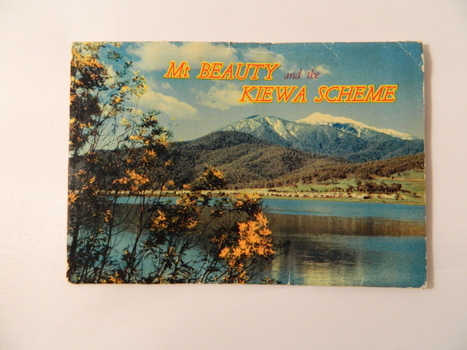 Mt BEAUTY and the
KIEWA SCHEME